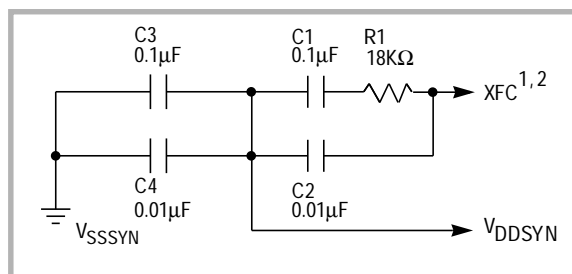 C3
0.1µF
C1
0.1µF
R1
18KΩ
XFC1,2
C4
0.01µF
C2
0.01µF
VSSSYN
VDDSYN